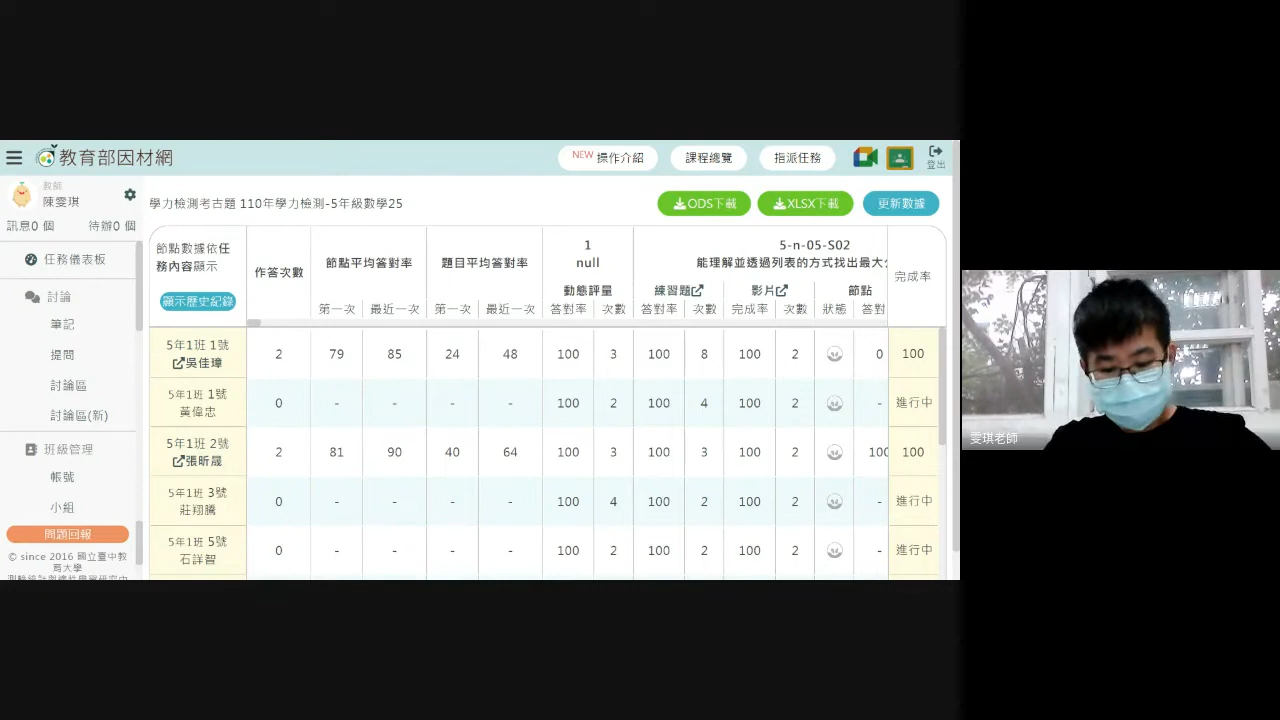 教育部因材網
NEW 操作介紹
課程總覽
指派任務
登出
教師
陳雯琪
訊息0 個
待辦0 個
任務儀表板
討論
筆記
提問
討論區
討論區(新)
班級管理
帳號
小組
問題回報
© since 2016 國立臺中教
育大學
學力檢測考古題 110年學力檢測-5年級數學25
ODS下載
XLSX下載
更新數據
節點數據依任
務內容顯示
顯示歷史紀錄
作答次數
節點平均答對率
題目平均答對率
1
null
動態評量
5-n-05-S02
能理解並透過列表的方式找出最大
練習題
影片
節點
完成率
第一次 最近一次 第一次 最近一次 答對率 次數 答對率 次數 完成率 次數 狀態 答對
5年1班 1號
吳佳璋
2 79 85 24 48 100 3 100 8 100 2 0 100
5年1班 1號
黃偉忠
0 - - - - 100 2 100 4 100 2 - 進行中
5年1班 2號
張昕晟
2 81 90 40 64 100 3 100 3 100 2 100 100
5年1班 3號
莊翔騰
0 - - - - 100 4 100 2 100 2 - 進行中
5年1班 5號
石詳智
0 - - - - 100 2 100 2 100 2 - 進行中
雯琪老師